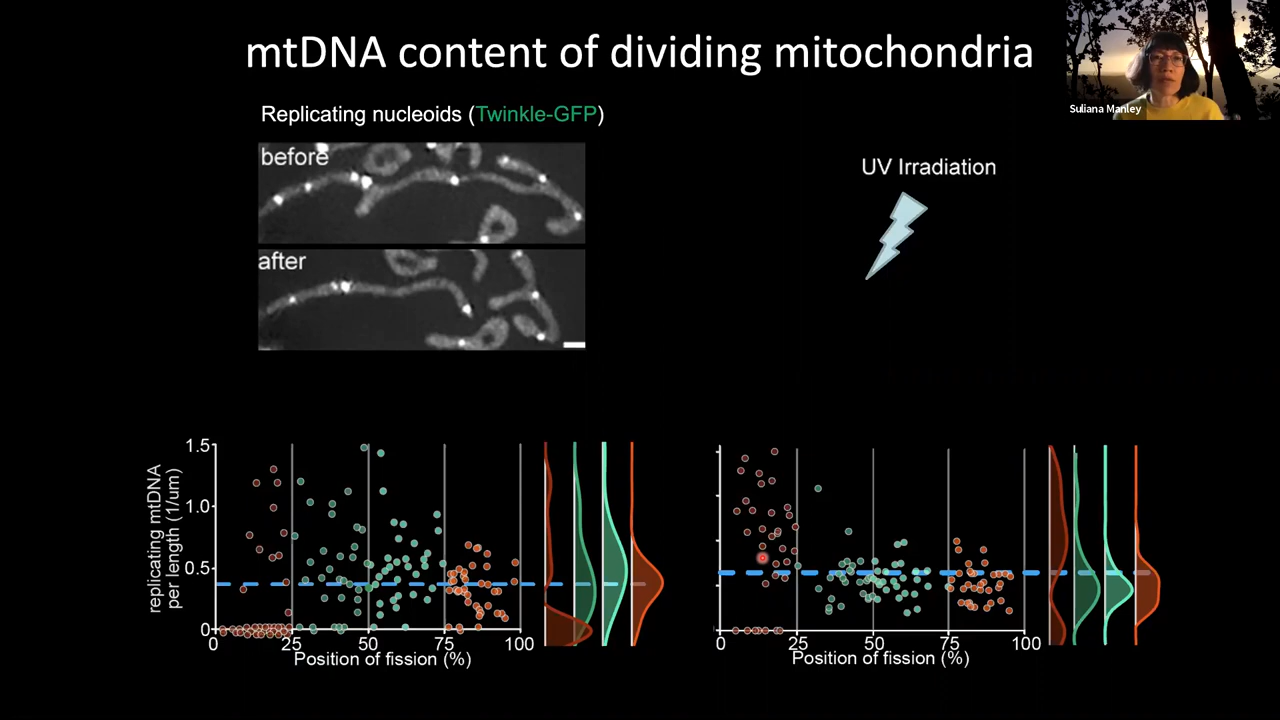 mtDNA content of dividing mitochondria
Suliana Manley
Replicating nucleoids (Twinkle-GFP)
before
after
UV Irradiation
replicating mtDNA
per length (1/um)
1.5
1.0
0.5
0
0 25 50 75 100
Position of fission (%)
0 25 50 75 100
Position of fission (%)